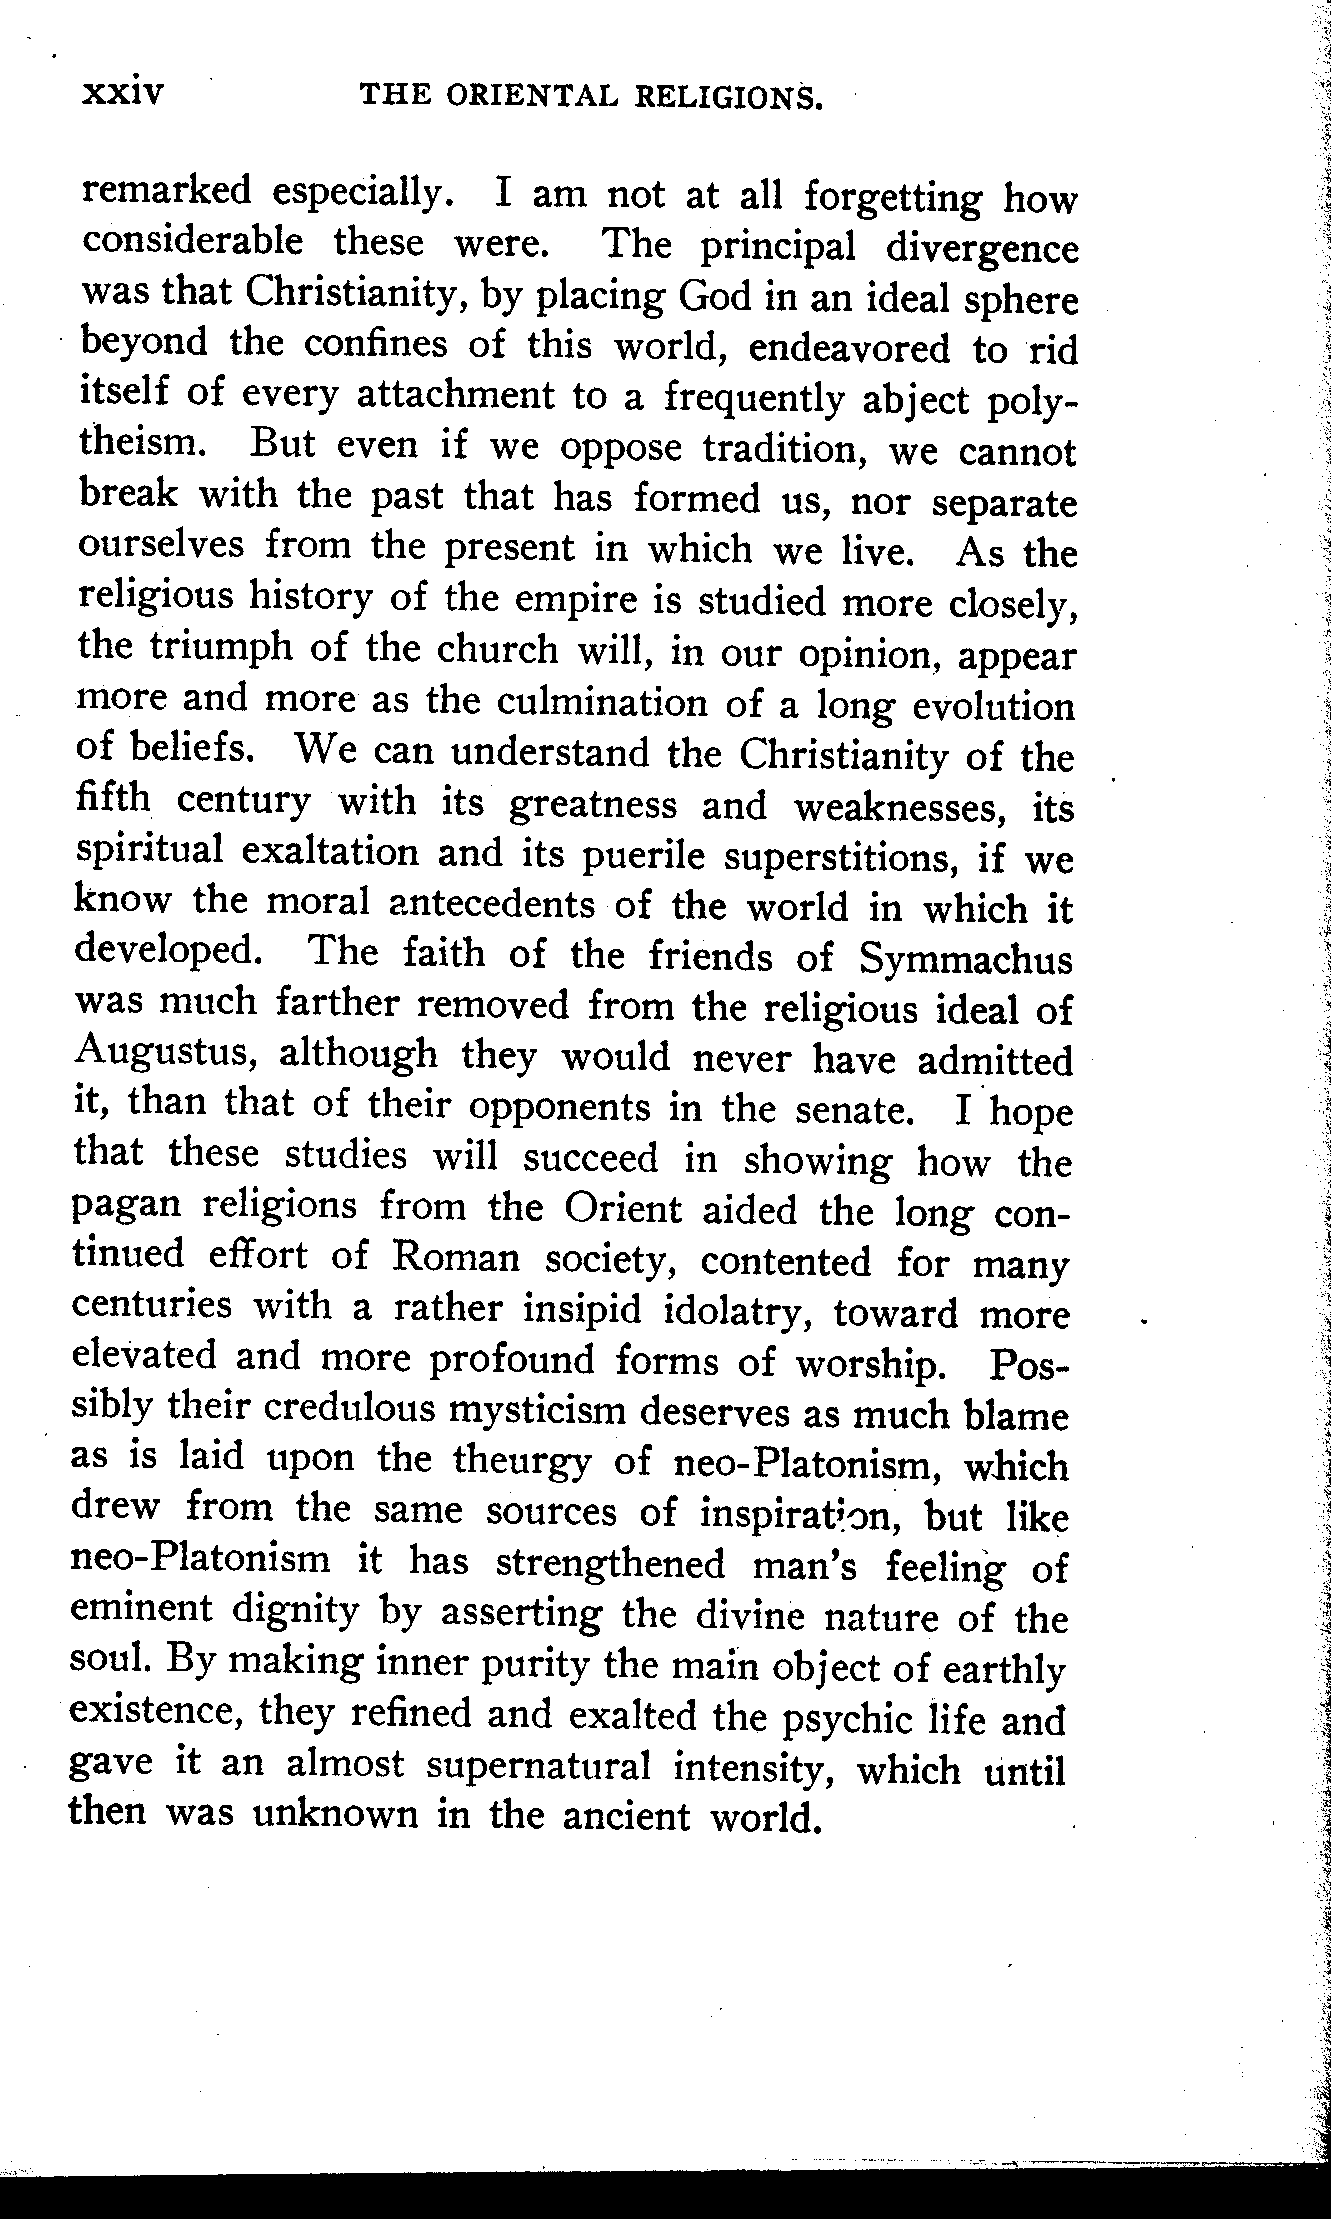 xxiv THE ORIENTAL RELIGIONS.
remarked especially. I am not at all forgetting how
considerable these were. The principal divergence
was that Christianity, by placing God in an ideal sphere
beyond the confines of this world, endeavored to rid
itself of every attachment to a frequently abject poly-
theism. But even if we oppose tradition, we cannot
break with the past that has formed us, nor separate
ourselves from the present in which we live. As the
religious history of the empire is studied more closely,
the triumph of the church will, in our opinion, appear
more and more as the culmination of a long evolution
of beliefs. We can understand the Christianity of the
fifth century with its greatness and weaknesses, its
spiritual exaltation and its puerile superstitions, if we
know the moral antecedents of the world in which it
developed. The faith of the friends of Symmachus
was much farther removed from the religious ideal of
Augustus, although they would never have admitted
it, than that of their opponents in the senate. I hope
that these studies will succeed in showing how the
pagan religions from the Orient aided the long con-
tinued effort of Roman society, contented for many
centuries with a rather insipid idolatry, toward more
elevated and more profound forms of worship. Pos-
sibly their credulous mysticism deserves as much blame
as is laid upon the theurgy of neo-Platonism, which
drew from the same sources of inspiration, but like
neo-Platonism it has strengthened man's feeling of
eminent dignity by asserting the divine nature of the
soul. By making inner purity the main object of earthly
existence, they refined and exalted the psychic life and
gave it an almost supernatural intensity, which until
then was unknown in the ancient world.